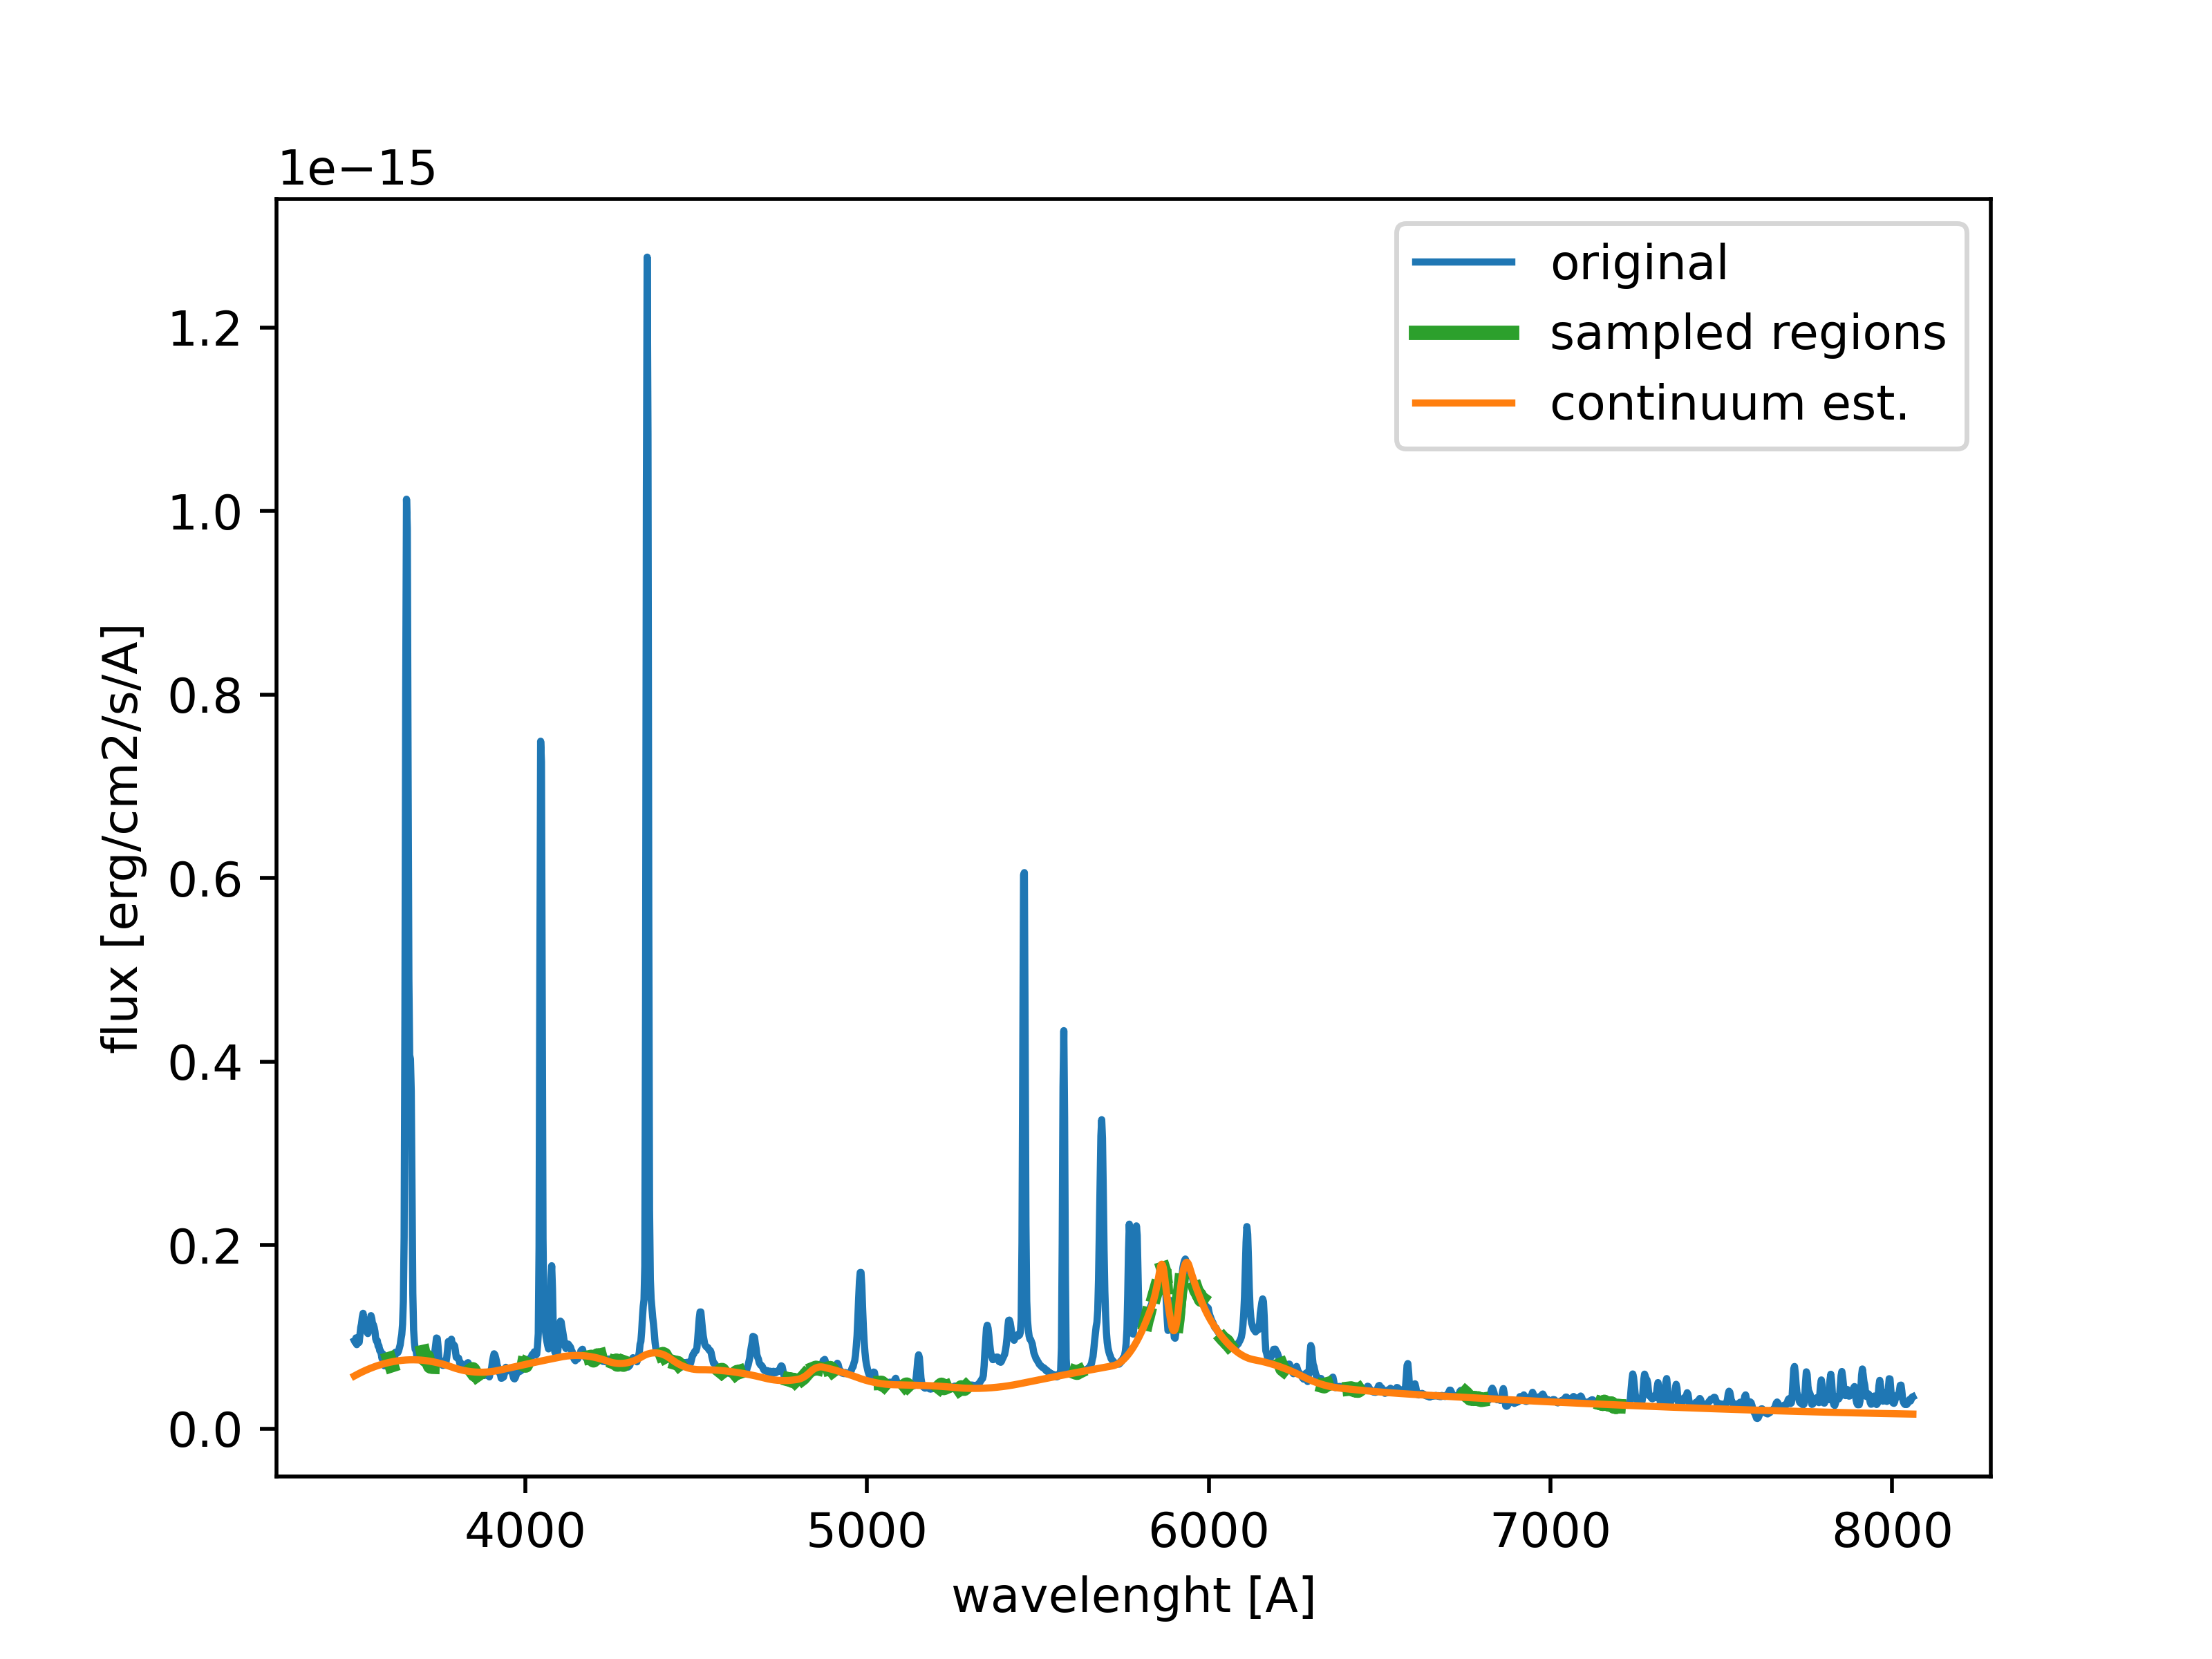 1e−15
original
sampled regions
continuum est.
1.2
1.0
0.8
0.6
0.4
0.2
0.0
flux [erg/cm2/s/A]
4000 5000 6000 7000 8000
wavelenght [A]